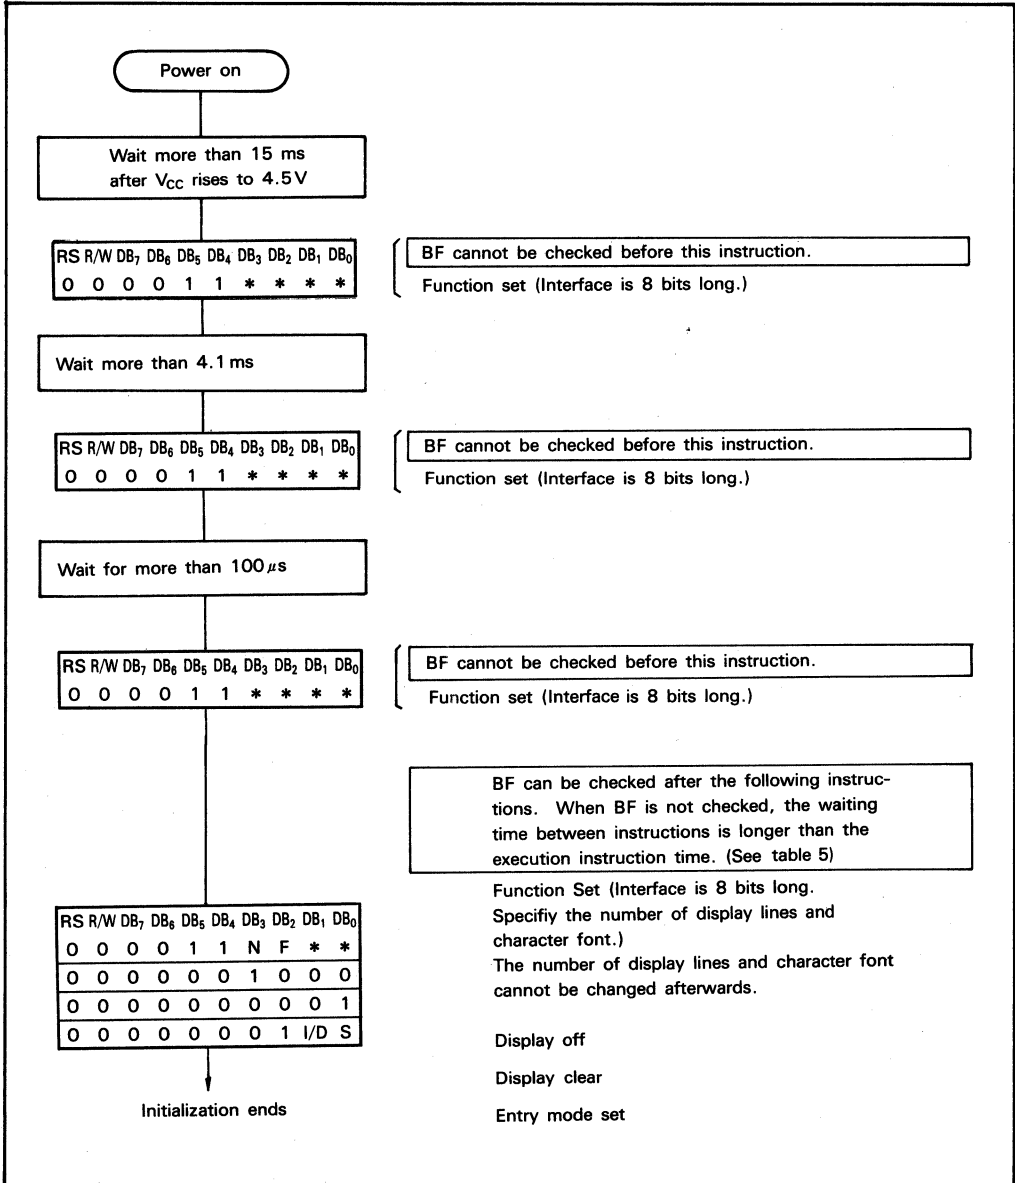 Power on
Wait more than 15 ms
after VCC rises to 4.5V
RS R/W DB7 DB6 DB5 DB4 DB3 DB2 DB1 DB0
0 0 0 0 1 1 * * * *
BF cannot be checked before this instruction.
Function set (Interface is 8 bits long.)
Wait more than 4.1 ms
RS R/W DB7 DB6 DB5 DB4 DB3 DB2 DB1 DB0
0 0 0 0 1 1 * * * *
BF cannot be checked before this instruction.
Function set (Interface is 8 bits long.)
Wait for more than 100 μs
RS R/W DB7 DB6 DB5 DB4 DB3 DB2 DB1 DB0
0 0 0 0 1 1 * * * *
BF cannot be checked before this instruction.
Function set (Interface is 8 bits long.)
BF can be checked after the following instruc-
tions. When BF is not checked, the waiting
time between instructions is longer than the
execution instruction time. (See table 5)
RS R/W DB7 DB6 DB5 DB4 DB3 DB2 DB1 DB0
0 0 0 0 1 1 N F * *
0 0 0 0 0 0 1 0 0 0
0 0 0 0 0 0 0 0 0 1
0 0 0 0 0 0 0 1 I/D S
Function Set (Interface is 8 bits long.
Specifiy the number of display lines and
character font.)
The number of display lines and character font
cannot be changed afterwards.
Display off
Display clear
Entry mode set
Initialization ends